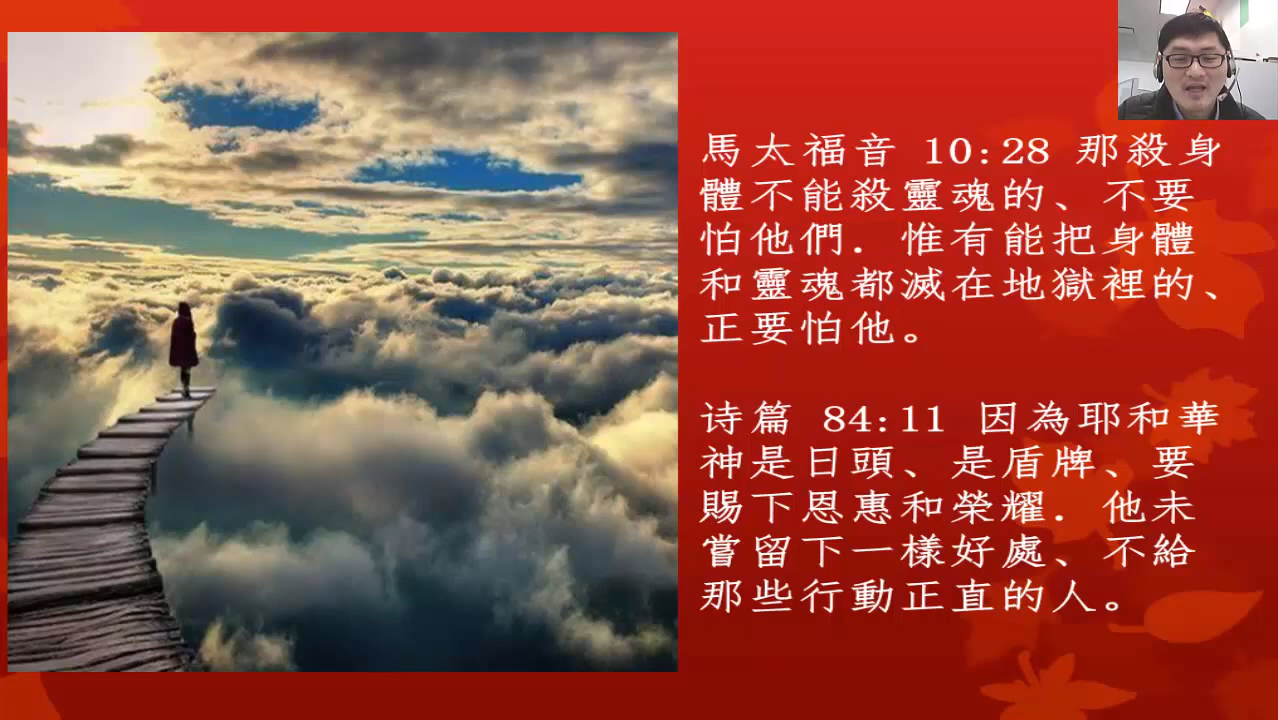 馬太福音 10:28 那殺身
體不能殺靈魂的、不要
怕他們．惟有能把身體
和靈魂都滅在地獄裡的、
正要怕他。
诗篇 84:11 因為耶和華
神是日頭、是盾牌、要
賜下恩惠和榮耀．他未
嘗留下一樣好處、不給
那些行動正直的人。